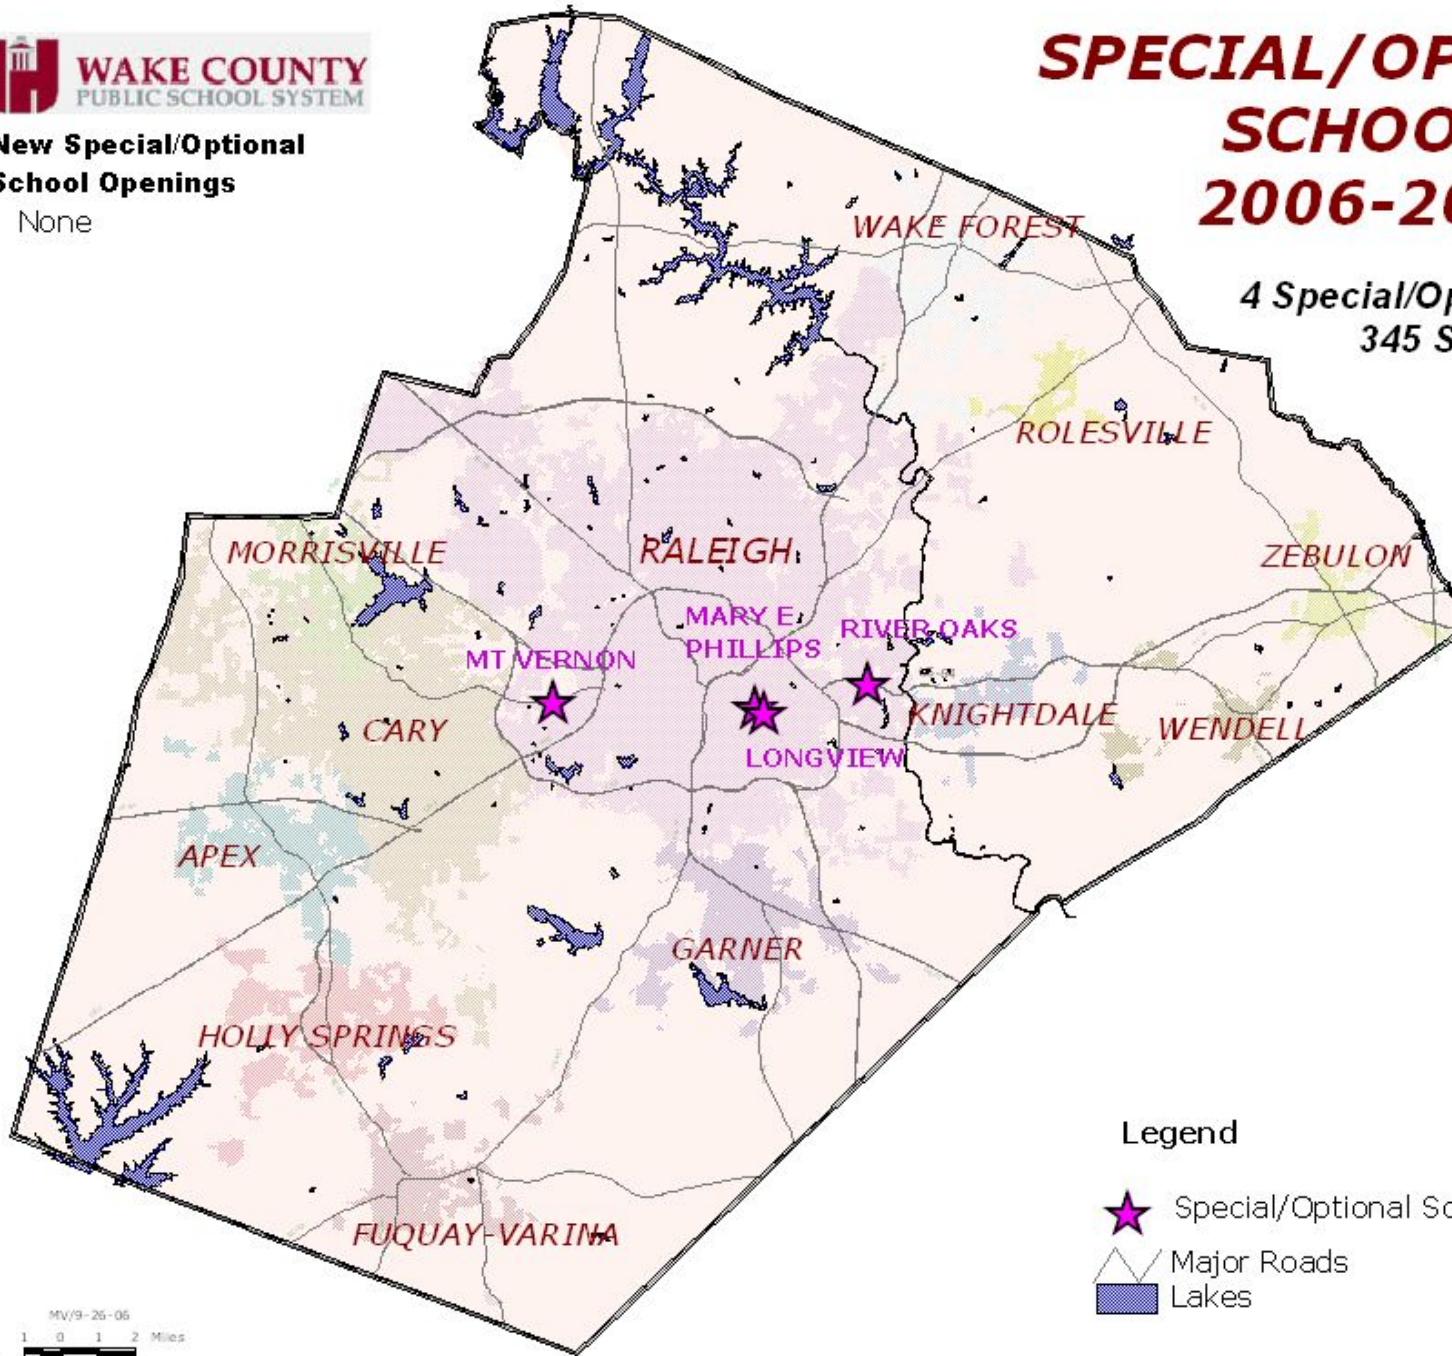 WAKE COUNTY
PUBLIC SCHOOL SYSTEM
New Special/Optional
School Openings
None
SPECIAL/OP
SCHOO
2006-20
4 Special/Op
345 S
WAKE FOREST
ROLESVILLE
MORRISVILLE
RALEIGH
ZEBULON
MARY E
PHILLIPS
RIVER OAKS
MT VERNON
CARY
KNIGHTDALE
WENDELL
LONGVIEW
APEX
GARNER
HOLLY SPRINGS
FUQUAY-VARINA
Legend
Special/Optional Sc
Major Roads
Lakes
MV/9-26-06
1 0 1 2 Miles